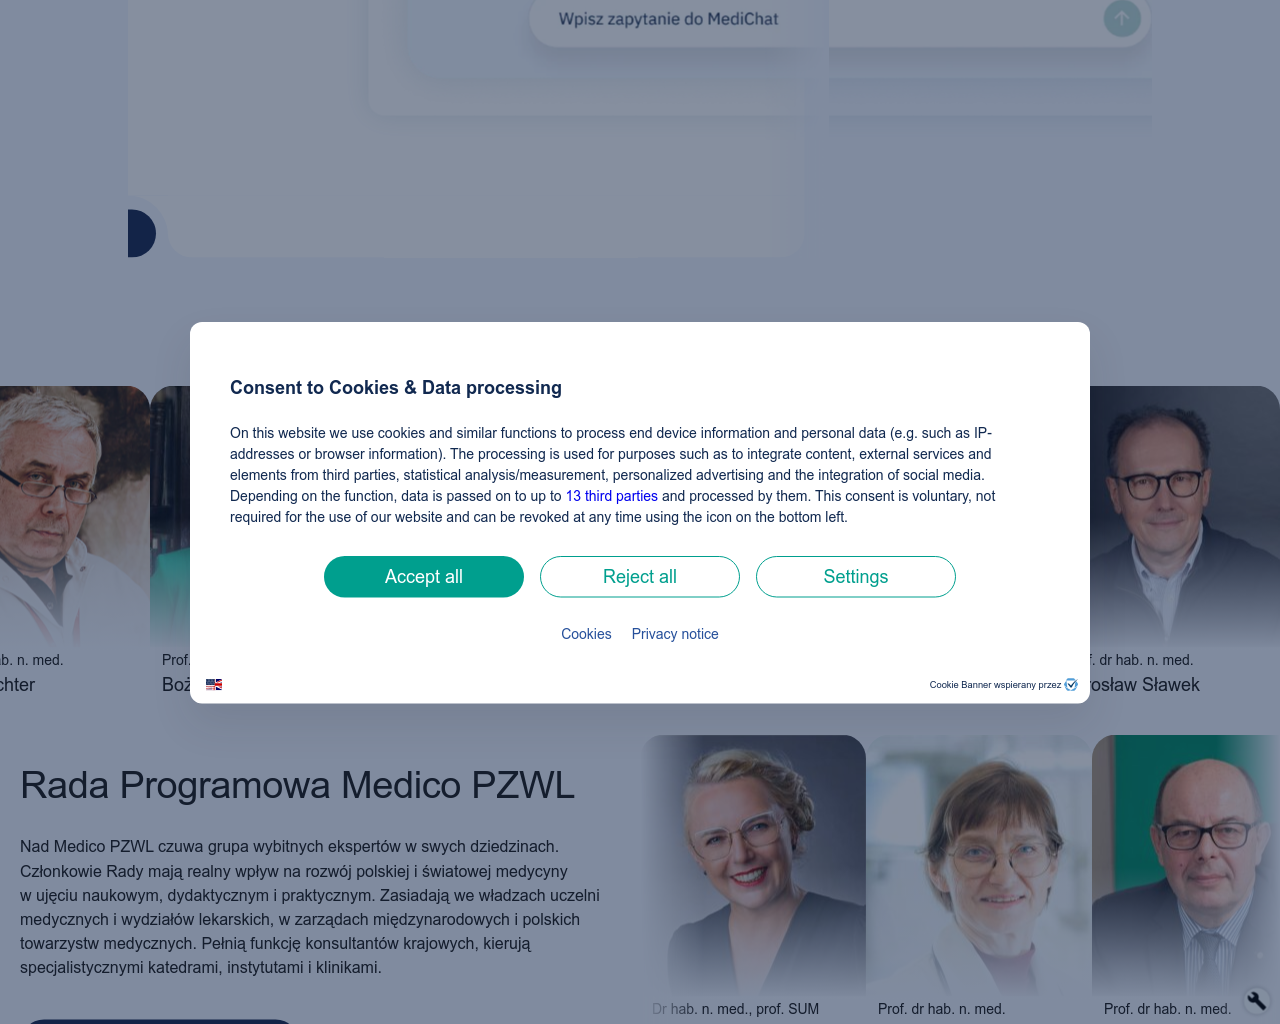 Wpisz zapytanie do MediChat
Consent to Cookies & Data processing
On this website we use cookies and similar functions to process end device information and personal data (e.g. such as IP-
addresses or browser information). The processing is used for purposes such as to integrate content, external services and
elements from third parties, statistical analysis/measurement, personalized advertising and the integration of social media.
Depending on the function, data is passed on to up to 13 third parties and processed by them. This consent is voluntary, not
required for the use of our website and can be revoked at any time using the icon on the bottom left.
Accept all
Reject all
Settings
Cookies
Privacy notice
Cookie Banner wspierany przez
n. med.
Prof.
dr hab. n. med.
Sławek
Rada Programowa Medico PZWL
Nad Medico PZWL czuwa grupa wybitnych ekspertów w swych dziedzinach.
Członkowie Rady mają realny wpływ na rozwój polskiej i światowej medycyny
w ujęciu naukowym, dydaktycznym i praktycznym. Zasiadają we władzach uczelni
medycznych i wydziałów lekarskich, w zarządach międzynarodowych i polskich
towarzystw medycznych. Pełnią funkcję konsultantów krajowych, kierują
specjalistycznymi katedrami, instytutami i klinikami.
Dr hab. n. med., prof. SUM
Prof. dr hab. n. med.
Prof. dr hab. n. med.